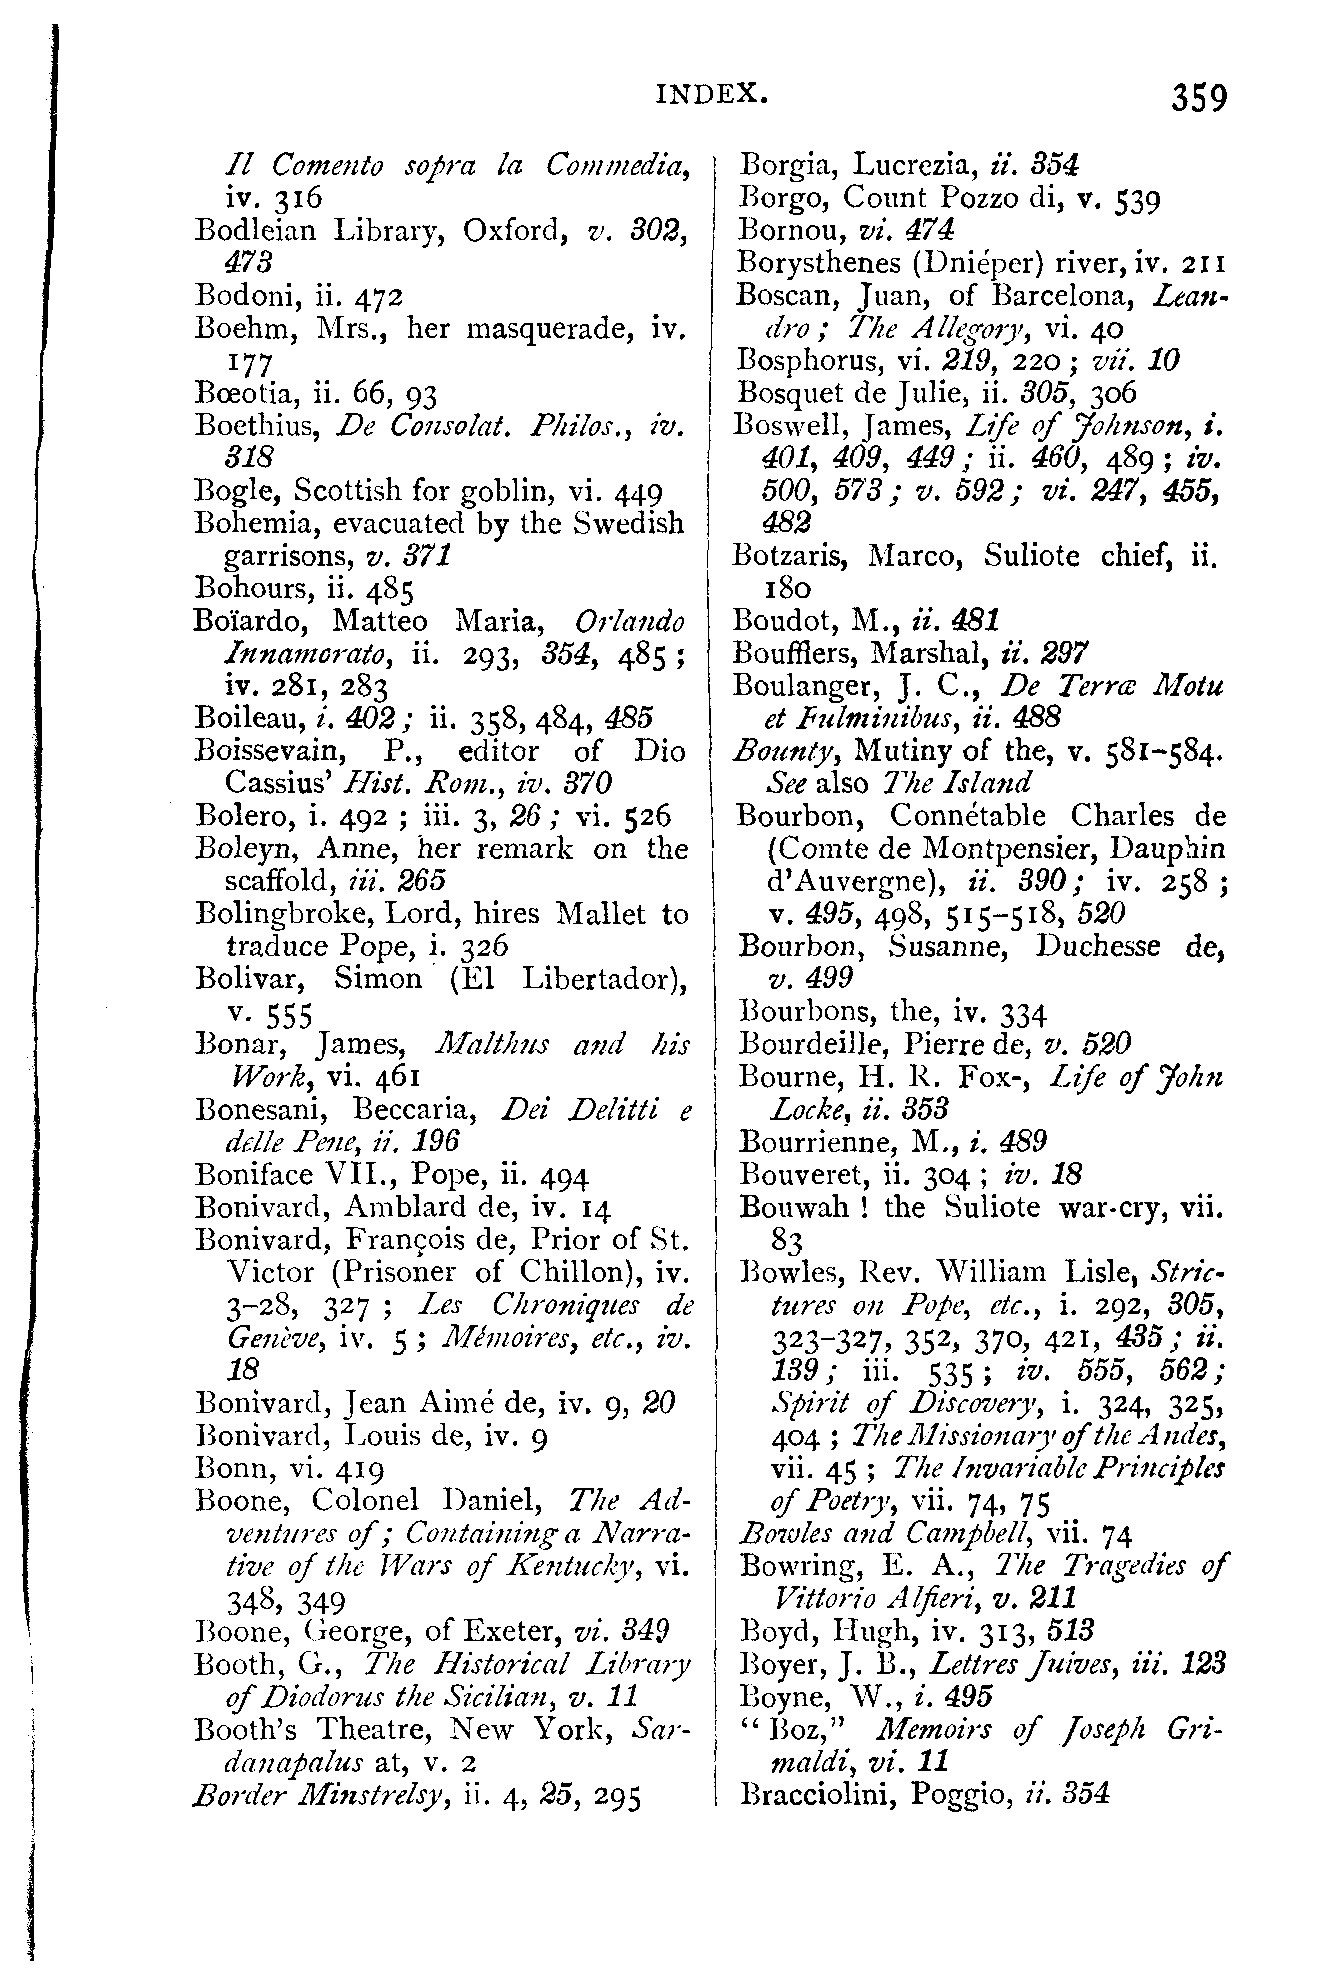 INDEX. 359
Il Comento sopra la Commedia,
iv. 316
Bodleian Library, Oxford, v. 302,
473
Bodoni, ii. 472
Boehm, Mrs., her masquerade, iv.
177
Bœotia, ii. 66, 93
Boethius, De Consolat. Philos., iv.
318
Bogle, Scottish for goblin, vi. 449
Bohemia, evacuated by the Swedish
garrisons, v. 371
Bohours, ii. 485
Boïardo, Matteo Maria, Orlando
Innamorato, ii. 293, 354, 485;
iv. 281, 283
Boileau, i. 402; ii. 358, 484, 485
Boissevain, P., editor of Dio
Cassius' Hist. Rom., iv. 370
Bolero, i. 492; iii. 3, 26; vi. 526
Boleyn, Anne, her remark on the
scaffold, iii. 265
Bolingbroke, Lord, hires Mallet to
traduce Pope, i. 326
Bolivar, Simon (El Libertador),
v. 555
Bonar, James, Malthus and his
Work, vi. 461
Bonesani, Beccaria, Dei Delitti e
delle Pene, ii. 196
Boniface VII., Pope, ii. 494
Bonivard, Amblard de, iv. 14
Bonivard, François de, Prior of St.
Victor (Prisoner of Chillon), iv.
3–28, 327; Les Chroniques de
Genève, iv. 5; Mémoires, etc., iv.
18
Bonivard, Jean Aimé de, iv. 9, 20
Bonivard, Louis de, iv. 9
Bonn, vi. 419
Boone, Colonel Daniel, The Ad-
ventures of; Containing a Narra-
tive of the Wars of Kentucky, vi.
348, 349
Boone, George, of Exeter, vi. 349
Booth, G., The Historical Library
of Diodorus the Sicilian, v. 11
Booth's Theatre, New York, Sar-
danapalus at, v. 2
Border Minstrelsy, ii. 4, 25, 295
Borgia, Lucrezia, ii. 354
Borgo, Count Pozzo di, v. 539
Bornou, vi. 474
Borysthenes (Dniéper) river, iv. 211
Boscan, Juan, of Barcelona, Lean-
dro; The Allegory, vi. 40
Bosphorus, vi. 219, 220; vii. 10
Bosquet de Julie, ii. 305, 306
Boswell, James, Life of Johnson, i.
401, 409, 449; ii. 460, 489; iv.
500, 573; v. 592; vi. 247, 455,
482
Botzaris, Marco, Suliote chief, ii.
180
Boudot, M., ii. 481
Boufflers, Marshal, ii. 297
Boulanger, J. C., De Terræ Motu
et Fulminibus, ii. 488
Bounty, Mutiny of the, v. 581–584.
See also The Island
Bourbon, Connétable Charles de
(Comte de Montpensier, Dauphin
d'Auvergne), ii. 390; iv. 258;
v. 495, 498, 515–518, 520
Bourbon, Susanne, Duchesse de,
v. 499
Bourbons, the, iv. 334
Bourdeille, Pierre de, v. 520
Bourne, H. R. Fox-, Life of John
Locke, ii. 353
Bourrienne, M., i. 489
Bouveret, ii. 304; iv. 18
Bouwah! the Suliote war-cry, vii.
83
Bowles, Rev. William Lisle, Stric-
tures on Pope, etc., i. 292, 305,
323–327, 352, 370, 421, 435; ii.
139; iii. 535; iv. 555, 562;
Spirit of Discovery, i. 324, 325,
404; The Missionary of the Andes,
vii. 45; The Invariable Principles
of Poetry, vii. 74, 75
Bowles and Campbell, vii. 74
Bowring, E. A., The Tragedies of
Vittorio Alfieri, v. 211
Boyd, Hugh, iv. 313, 513
Boyer, J. B., Lettres Juives, iii. 123
Boyne, W., i. 495
"Boz," Memoirs of Joseph Gri-
maldi, vi. 11
Bracciolini, Poggio, ii. 354